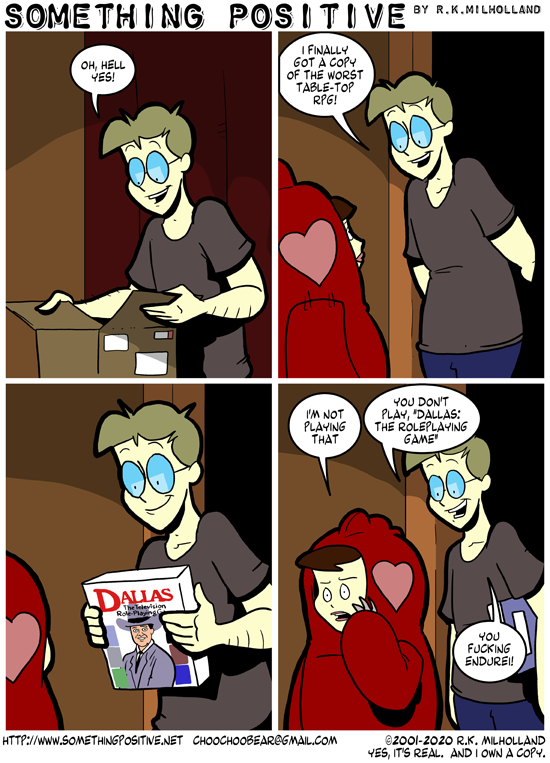 SOMETHING POSITIVE BY R.K.MILHOLLAND
OH, HELL
YES!
I FINALLY
GOT A COPY
OF THE WORST
TABLE-TOP
RPG!
DALLAS
The Television
Role-Playing
I'M NOT
PLAYING
THAT
YOU DON'T
PLAY, "DALLAS:
THE ROLEPLAYING
GAME"
YOU
FUCKING
ENDURE!!
HTTP://WWW.SOMETHINGPOSITIVE.NET CHOOCHOOBEAR@GMAIL.COM
©2001-2020 R.K. MILHOLLAND
YES, IT'S REAL. AND I OWN A COPY.